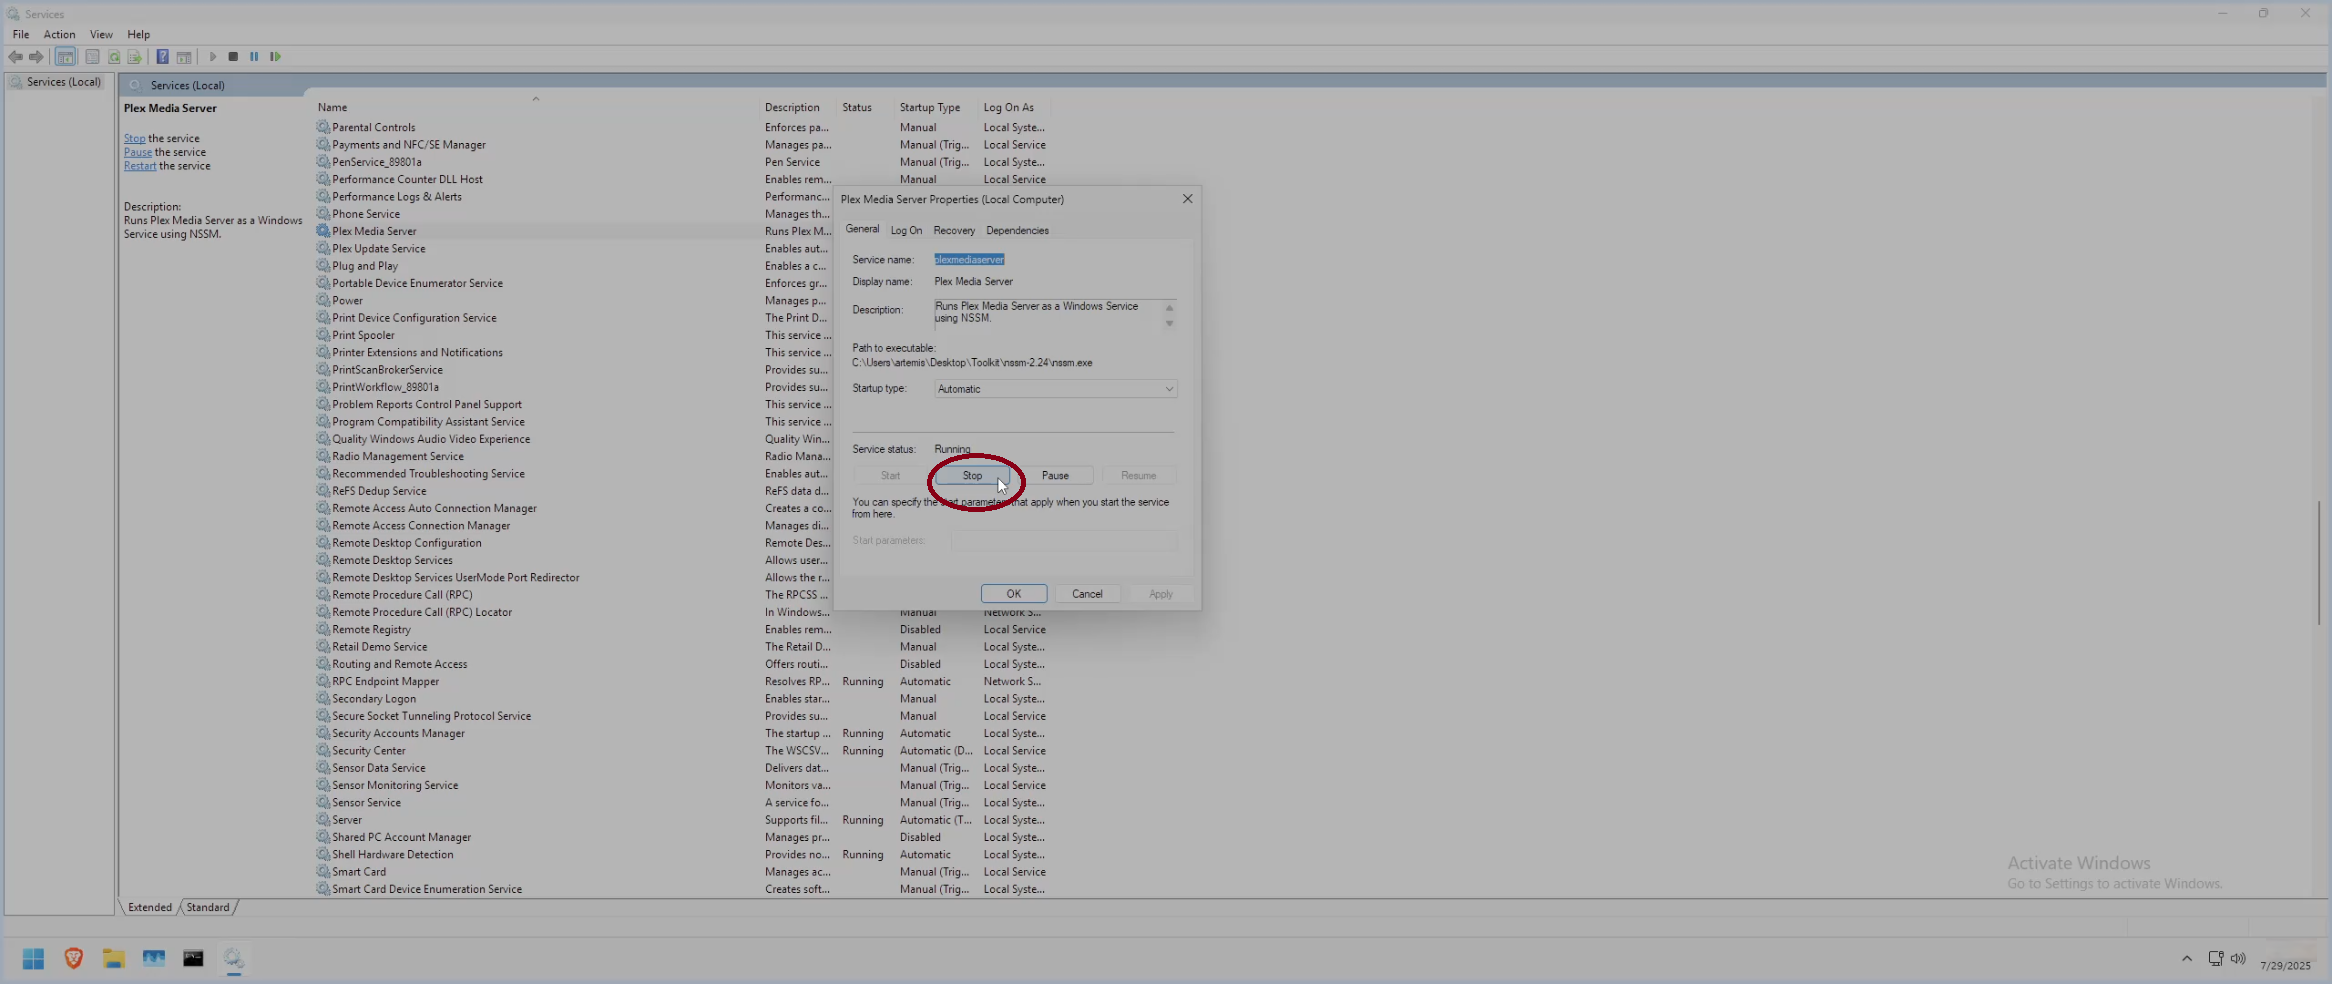 Services
File Action View Help
Services (Local)
Services (Local)
Plex Media Server
Stop the service
Pause the service
Restart the service
Description:
Runs Plex Media Server as a Windows
Service using NSSM.
Name Description Status Startup Type Log On As
Parental Controls Enforces pa... Manual Local Syste...
Payments and NFC/SE Manager Manages pa... Manual (Trig... Local Service
PenService_89801a Pen Service Manual (Trig... Local Syste...
Performance Counter DLL Host Enables rem... Manual Local Service
Performance Logs & Alerts Performanc...
Phone Service Manages th...
Plex Media Server Runs Plex M...
Plex Update Service Enables aut...
Plug and Play Enables a c...
Portable Device Enumerator Service Enforces gr...
Power Manages p...
Print Device Configuration Service The Print D...
Print Spooler This service ...
Printer Extensions and Notifications This service ...
PrintScanBrokerService Provides su...
PrintWorkflow_89801a Provides su...
Problem Reports Control Panel Support This service ...
Program Compatibility Assistant Service This service ...
Quality Windows Audio Video Experience Quality Win...
Radio Management Service Radio Mana...
Recommended Troubleshooting Service Enables aut...
ReFS Dedup Service ReFS data d...
Remote Access Auto Connection Manager Creates a co...
Remote Access Connection Manager Manages di...
Remote Desktop Configuration Remote Des...
Remote Desktop Services Allows user...
Remote Desktop Services UserMode Port Redirector Allows the r...
Remote Procedure Call (RPC) The RPCSS ...
Remote Procedure Call (RPC) Locator In Windows... Manual Network S...
Remote Registry Enables rem... Disabled Local Service
Retail Demo Service The Retail D... Manual Local Syste...
Routing and Remote Access Offers routi... Disabled Local Syste...
RPC Endpoint Mapper Resolves RP... Running Automatic Network S...
Secondary Logon Enables star... Manual Local Syste...
Secure Socket Tunneling Protocol Service Provides su... Manual Local Service
Security Accounts Manager The startup ... Running Automatic Local Syste...
Security Center The WSCSV... Running Automatic (D... Local Service
Sensor Data Service Delivers dat... Manual (Trig... Local Syste...
Sensor Monitoring Service Monitors va... Manual (Trig... Local Service
Sensor Service A service fo... Manual (Trig... Local Syste...
Server Supports fil... Running Automatic (T... Local Syste...
Shared PC Account Manager Manages pr... Disabled Local Syste...
Shell Hardware Detection Provides no... Running Automatic Local Syste...
Smart Card Manages ac... Manual (Trig... Local Service
Smart Card Device Enumeration Service Creates soft... Manual (Trig... Local Syste...
Extended Standard
Plex Media Server Properties (Local Computer)
General Log On Recovery Dependencies
Service name: plexmediaserver
Display name: Plex Media Server
Description: Runs Plex Media Server as a Windows Service
using NSSM.
Path to executable:
C:\Users\artemis\Desktop\Toolkit\nssm-2.24\nssm.exe
Startup type: Automatic
Service status: Running
Start Stop Pause Resume
You can specify the start parameters that apply when you start the service
from here.
Start parameters:
OK Cancel Apply
Activate Windows
Go to Settings to activate Windows.
7/29/2025